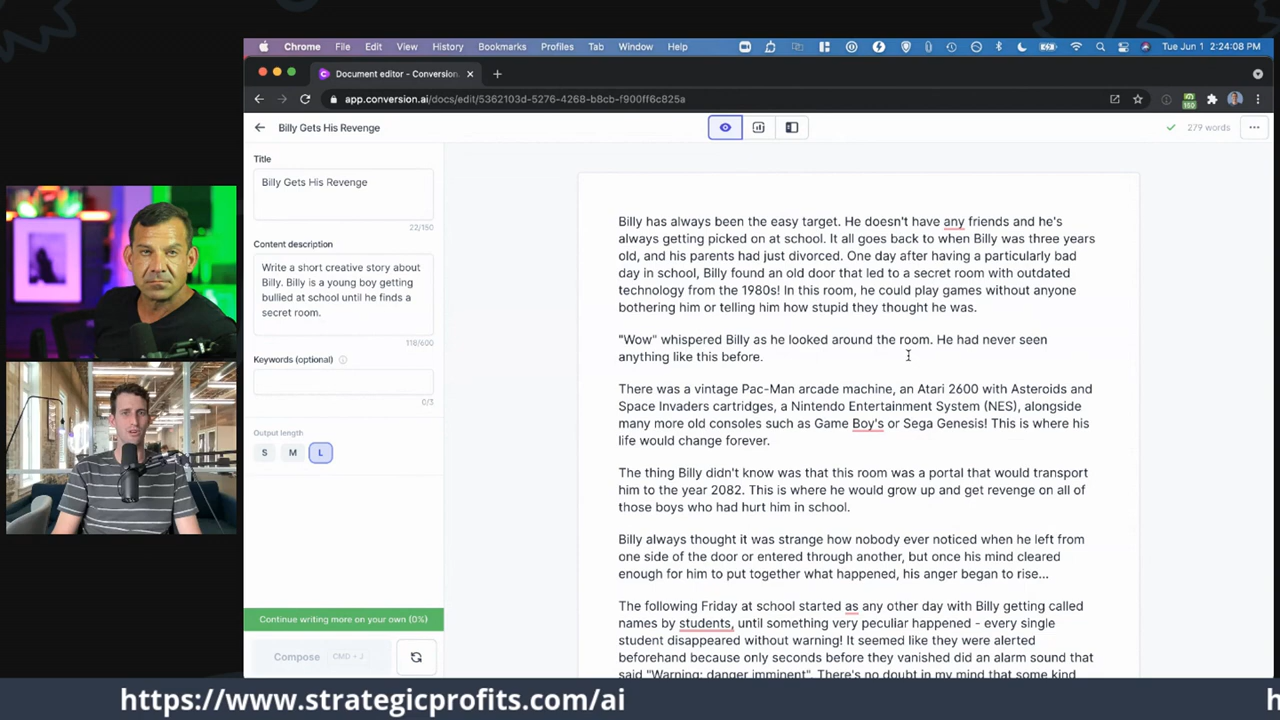 Chrome File Edit View History Bookmarks Profiles Tab Window Help Tue Jun 1 2:24:08 PM
Document editor - Conversion.
app.conversion.ai/docs/edit/5362103d-5276-4268-b8cb-f900ff6c825a
150
Billy Gets His Revenge
279 words
Title
Billy Gets His Revenge
22/150
Content description
Write a short creative story about
Billy. Billy is a young boy getting
bullied at school until he finds a
secret room.
118/600
Keywords (optional)
0/3
Output length
S M L
Continue writing more on your own (0%)
Compose CMD + J
Billy has always been the easy target. He doesn't have any friends and he's
always getting picked on at school. It all goes back to when Billy was three years
old, and his parents had just divorced. One day after having a particularly bad
day in school, Billy found an old door that led to a secret room with outdated
technology from the 1980s! In this room, he could play games without anyone
bothering him or telling him how stupid they thought he was.
"Wow" whispered Billy as he looked around the room. He had never seen
anything like this before.
There was a vintage Pac-Man arcade machine, an Atari 2600 with Asteroids and
Space Invaders cartridges, a Nintendo Entertainment System (NES), alongside
many more old consoles such as Game Boy's or Sega Genesis! This is where his
life would change forever.
The thing Billy didn't know was that this room was a portal that would transport
him to the year 2082. This is where he would grow up and get revenge on all of
those boys who had hurt him in school.
Billy always thought it was strange how nobody ever noticed when he left from
one side of the door or entered through another, but once his mind cleared
enough for him to put together what happened, his anger began to rise...
The following Friday at school started as any other day with Billy getting called
names by students, until something very peculiar happened - every single
student disappeared without warning! It seemed like they were alerted
beforehand because only seconds before they vanished did an alarm sound that
said "Warning: danger imminent". There's no doubt in my mind that some kind
https://www.strategicprofits.com/ai h